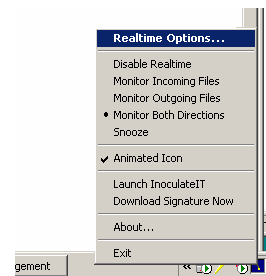 Realtime Options...
Disable Realtime
Monitor Incoming Files
Monitor Outgoing Files
Monitor Both Directions
Snooze
Animated Icon
Launch InoculateIT
Download Signature Now
About...
Exit
gement